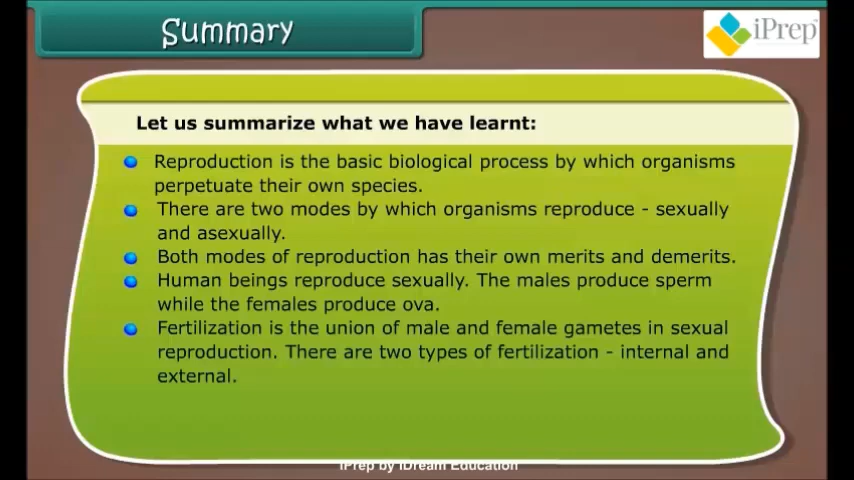 Summary
iPrep
Let us summarize what we have learnt:
Reproduction is the basic biological process by which organisms
perpetuate their own species.
There are two modes by which organisms reproduce - sexually
and asexually.
Both modes of reproduction has their own merits and demerits.
Human beings reproduce sexually. The males produce sperm
while the females produce ova.
Fertilization is the union of male and female gametes in sexual
reproduction. There are two types of fertilization - internal and
external.
iPrep by iDream Education